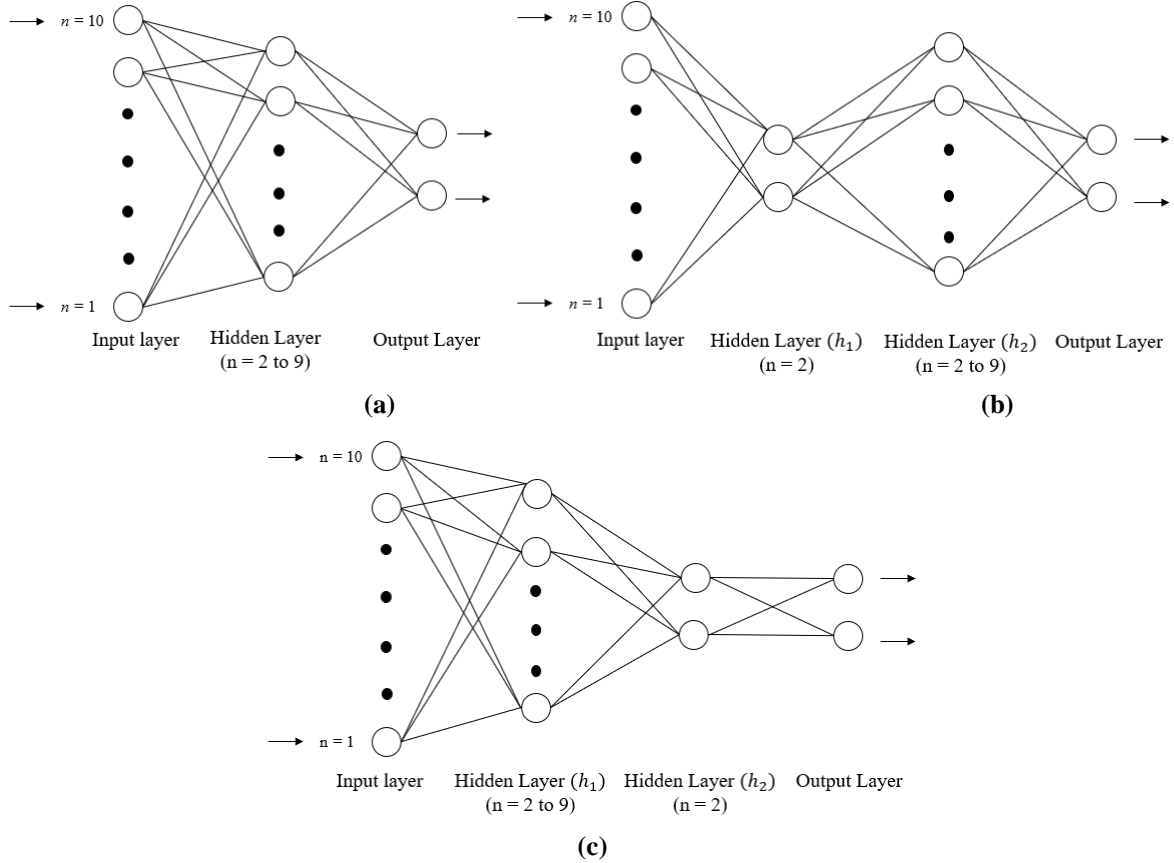 n = 10
n = 1
Input layer
Hidden Layer
(n = 2 to 9)
Output Layer
(a)
n = 10
n = 1
Input layer
Hidden Layer (h₁)
(n = 2)
Hidden Layer (h₂)
(n = 2 to 9)
Output Layer
(b)
n = 10
n = 1
Input layer
Hidden Layer (h₁)
(n = 2 to 9)
Hidden Layer (h₂)
(n = 2)
Output Layer
(c)